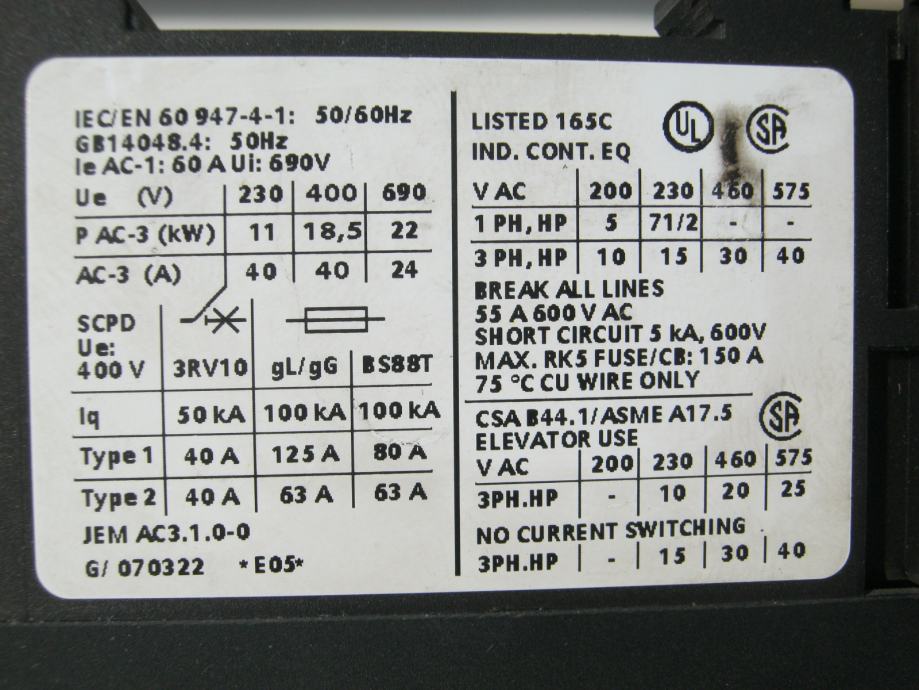 IEC/EN 60 947-4-1: 50/60Hz
GB14048.4: 50Hz
Ie AC-1: 60 A Ui: 690V
Ue (V) 230 400 690
P AC-3 (kW) 11 18,5 22
AC-3 (A) 40 40 24
SCPD
Ue:
400 V 3RV10 gL/gG BS88T
Iq 50 kA 100 kA 100 kA
Type 1 40 A 125 A 80 A
Type 2 40 A 63 A 63 A
JEM AC3.1.0-0
G/ 070322 *E05*
LISTED 165C UL SA
IND. CONT. EQ
V AC 200 230 460 575
1 PH, HP 5 71/2 - -
3 PH, HP 10 15 30 40
BREAK ALL LINES
55 A 600 V AC
SHORT CIRCUIT 5 kA, 600V
MAX. RK5 FUSE/CB: 150 A
75 °C CU WIRE ONLY
CSA B44.1/ASME A17.5 SA
ELEVATOR USE
V AC 200 230 460 575
3PH.HP - 10 20 25
NO CURRENT SWITCHING
3PH.HP - 15 30 40